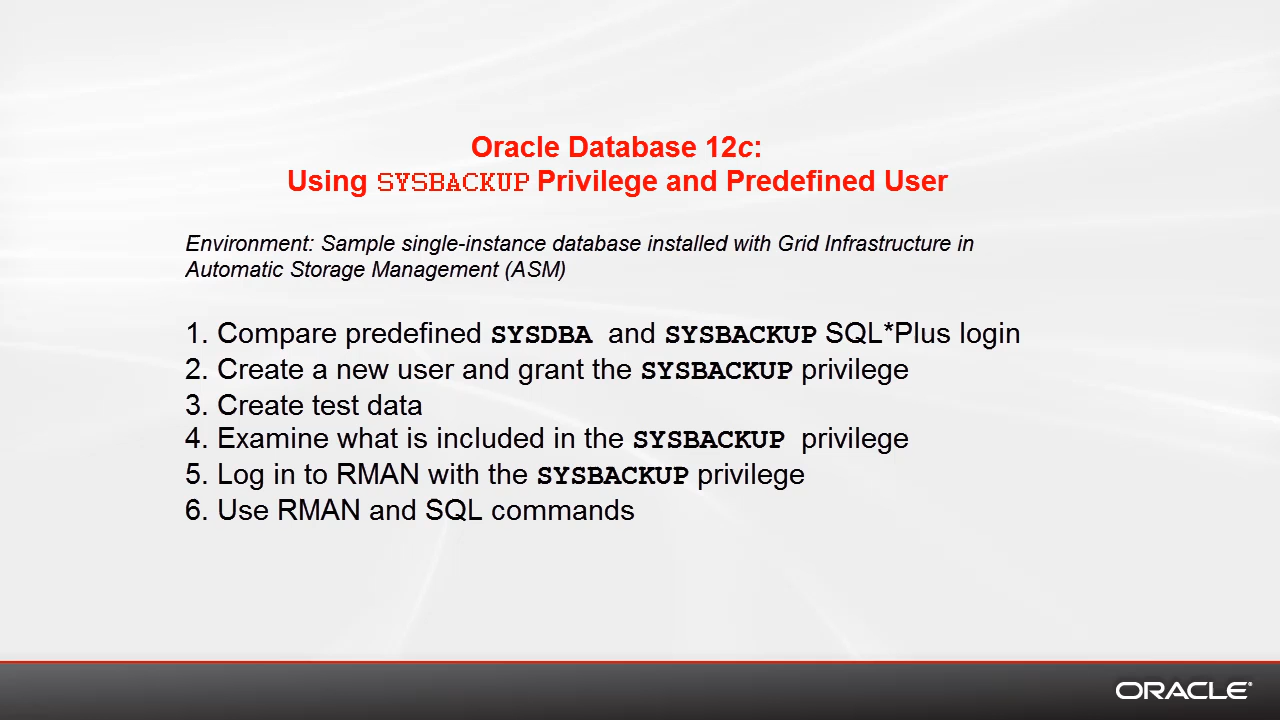 Oracle Database 12c:
Using SYSBACKUP Privilege and Predefined User
Environment: Sample single-instance database installed with Grid Infrastructure in
Automatic Storage Management (ASM)
1. Compare predefined SYSDBA and SYSBACKUP SQL*Plus login
2. Create a new user and grant the SYSBACKUP privilege
3. Create test data
4. Examine what is included in the SYSBACKUP privilege
5. Log in to RMAN with the SYSBACKUP privilege
6. Use RMAN and SQL commands
ORACLE®